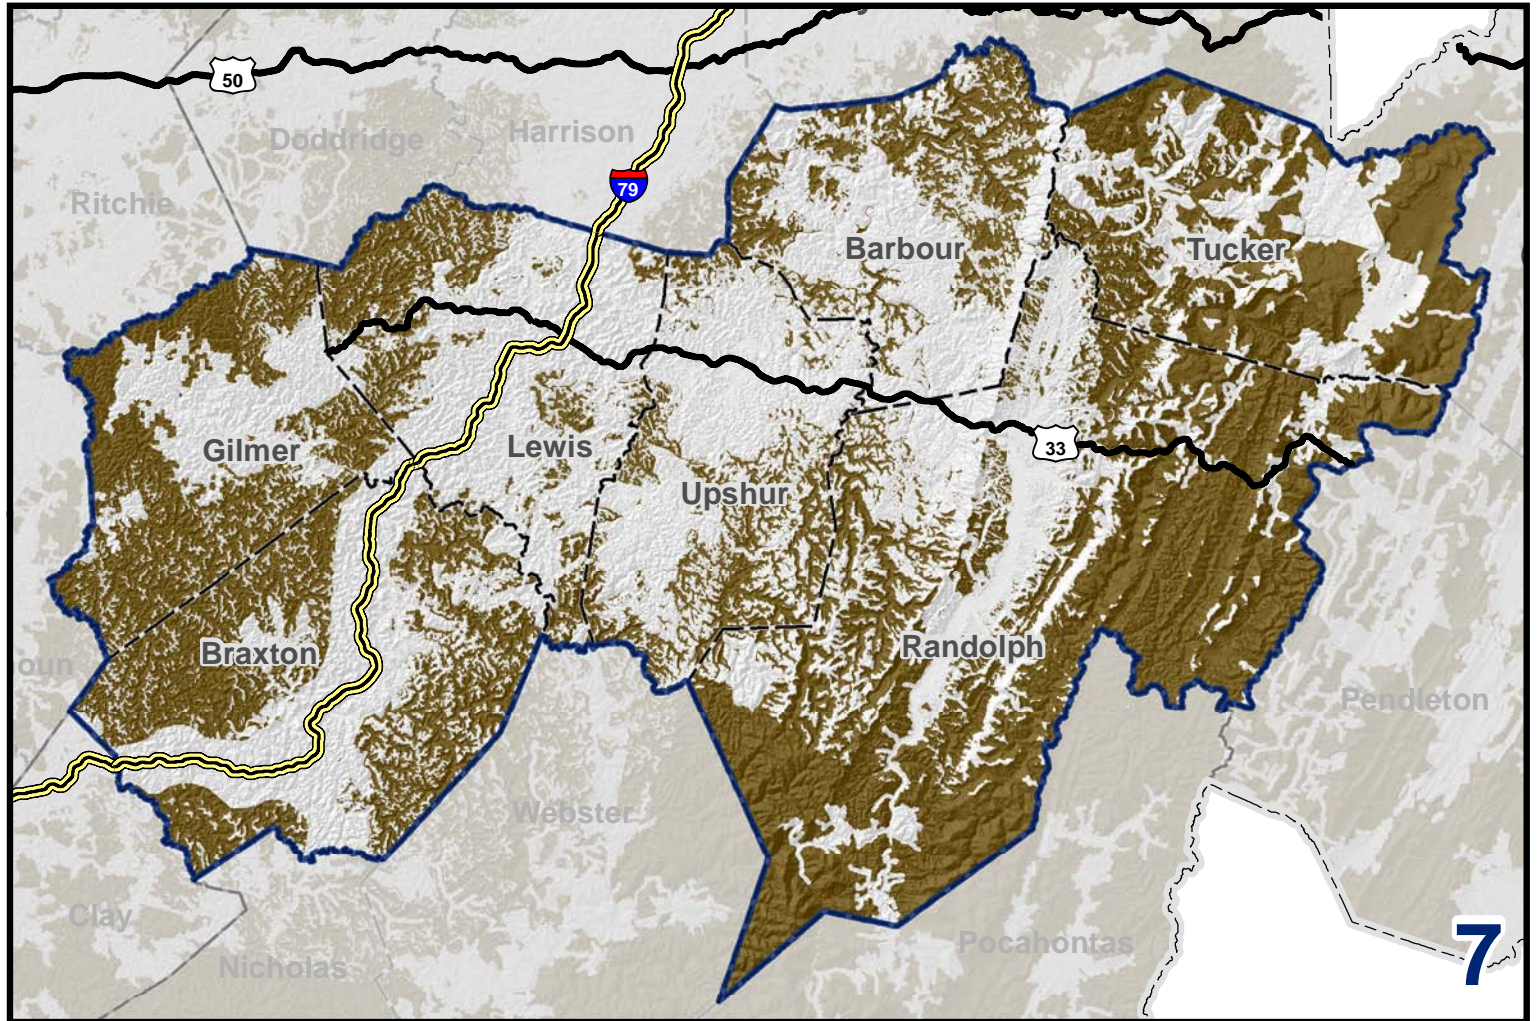 50
Doddridge
Harrison
79
Ritchie
Barbour
Tucker
Gilmer
Lewis
33
Upshur
Braxton
Randolph
oun
Pendleton
Webster
Clay
Nicholas
Pocahontas
7